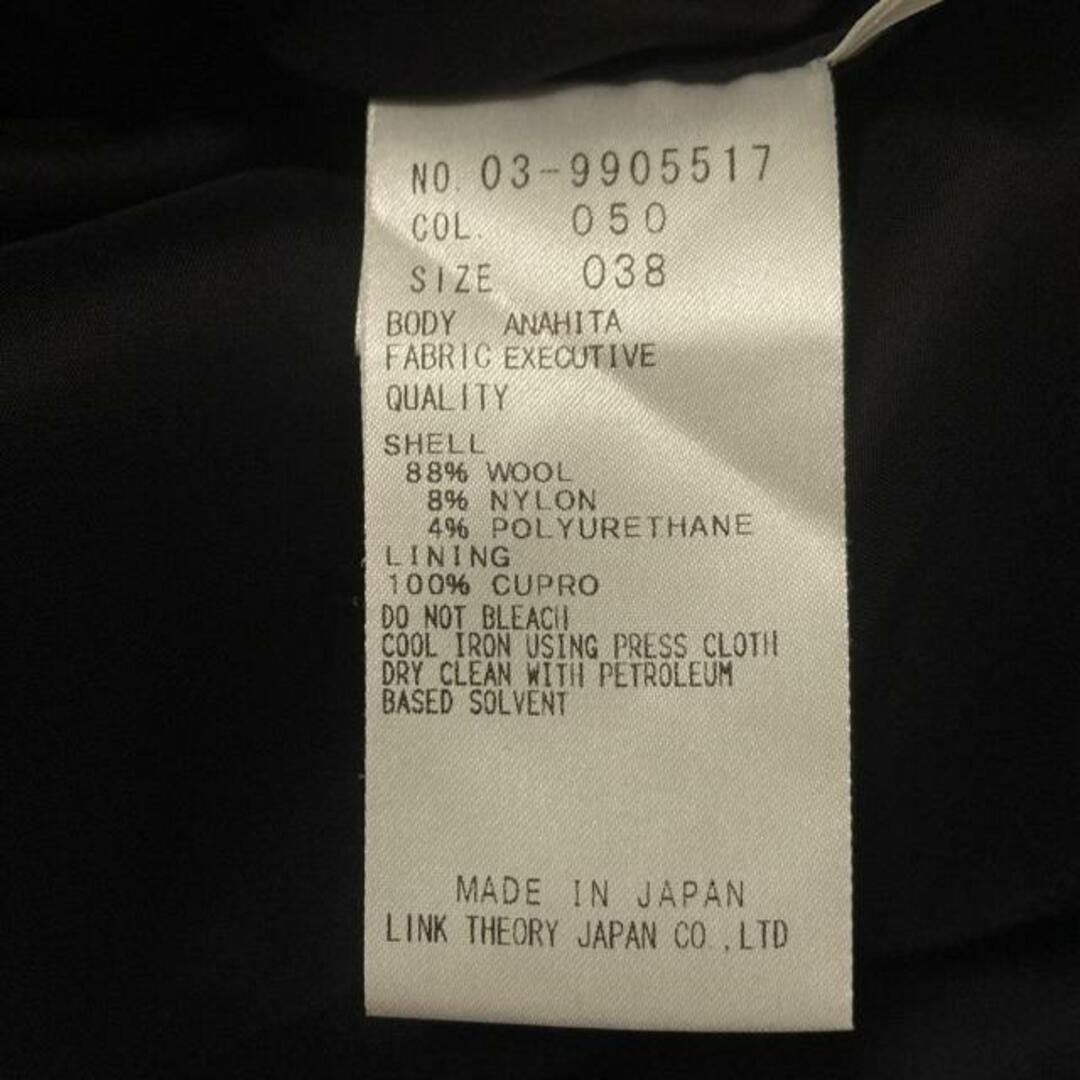 NO. 03-9905517
COL. 050
SIZE 038
BODY ANAHITA
FABRIC EXECUTIVE
QUALITY
SHELL
88% WOOL
8% NYLON
4% POLYURETHANE
LINING
100% CUPRO
DO NOT BLEACH
COOL IRON USING PRESS CLOTH
DRY CLEAN WITH PETROLEUM
BASED SOLVENT
MADE IN JAPAN
LINK THEORY JAPAN CO.,LTD